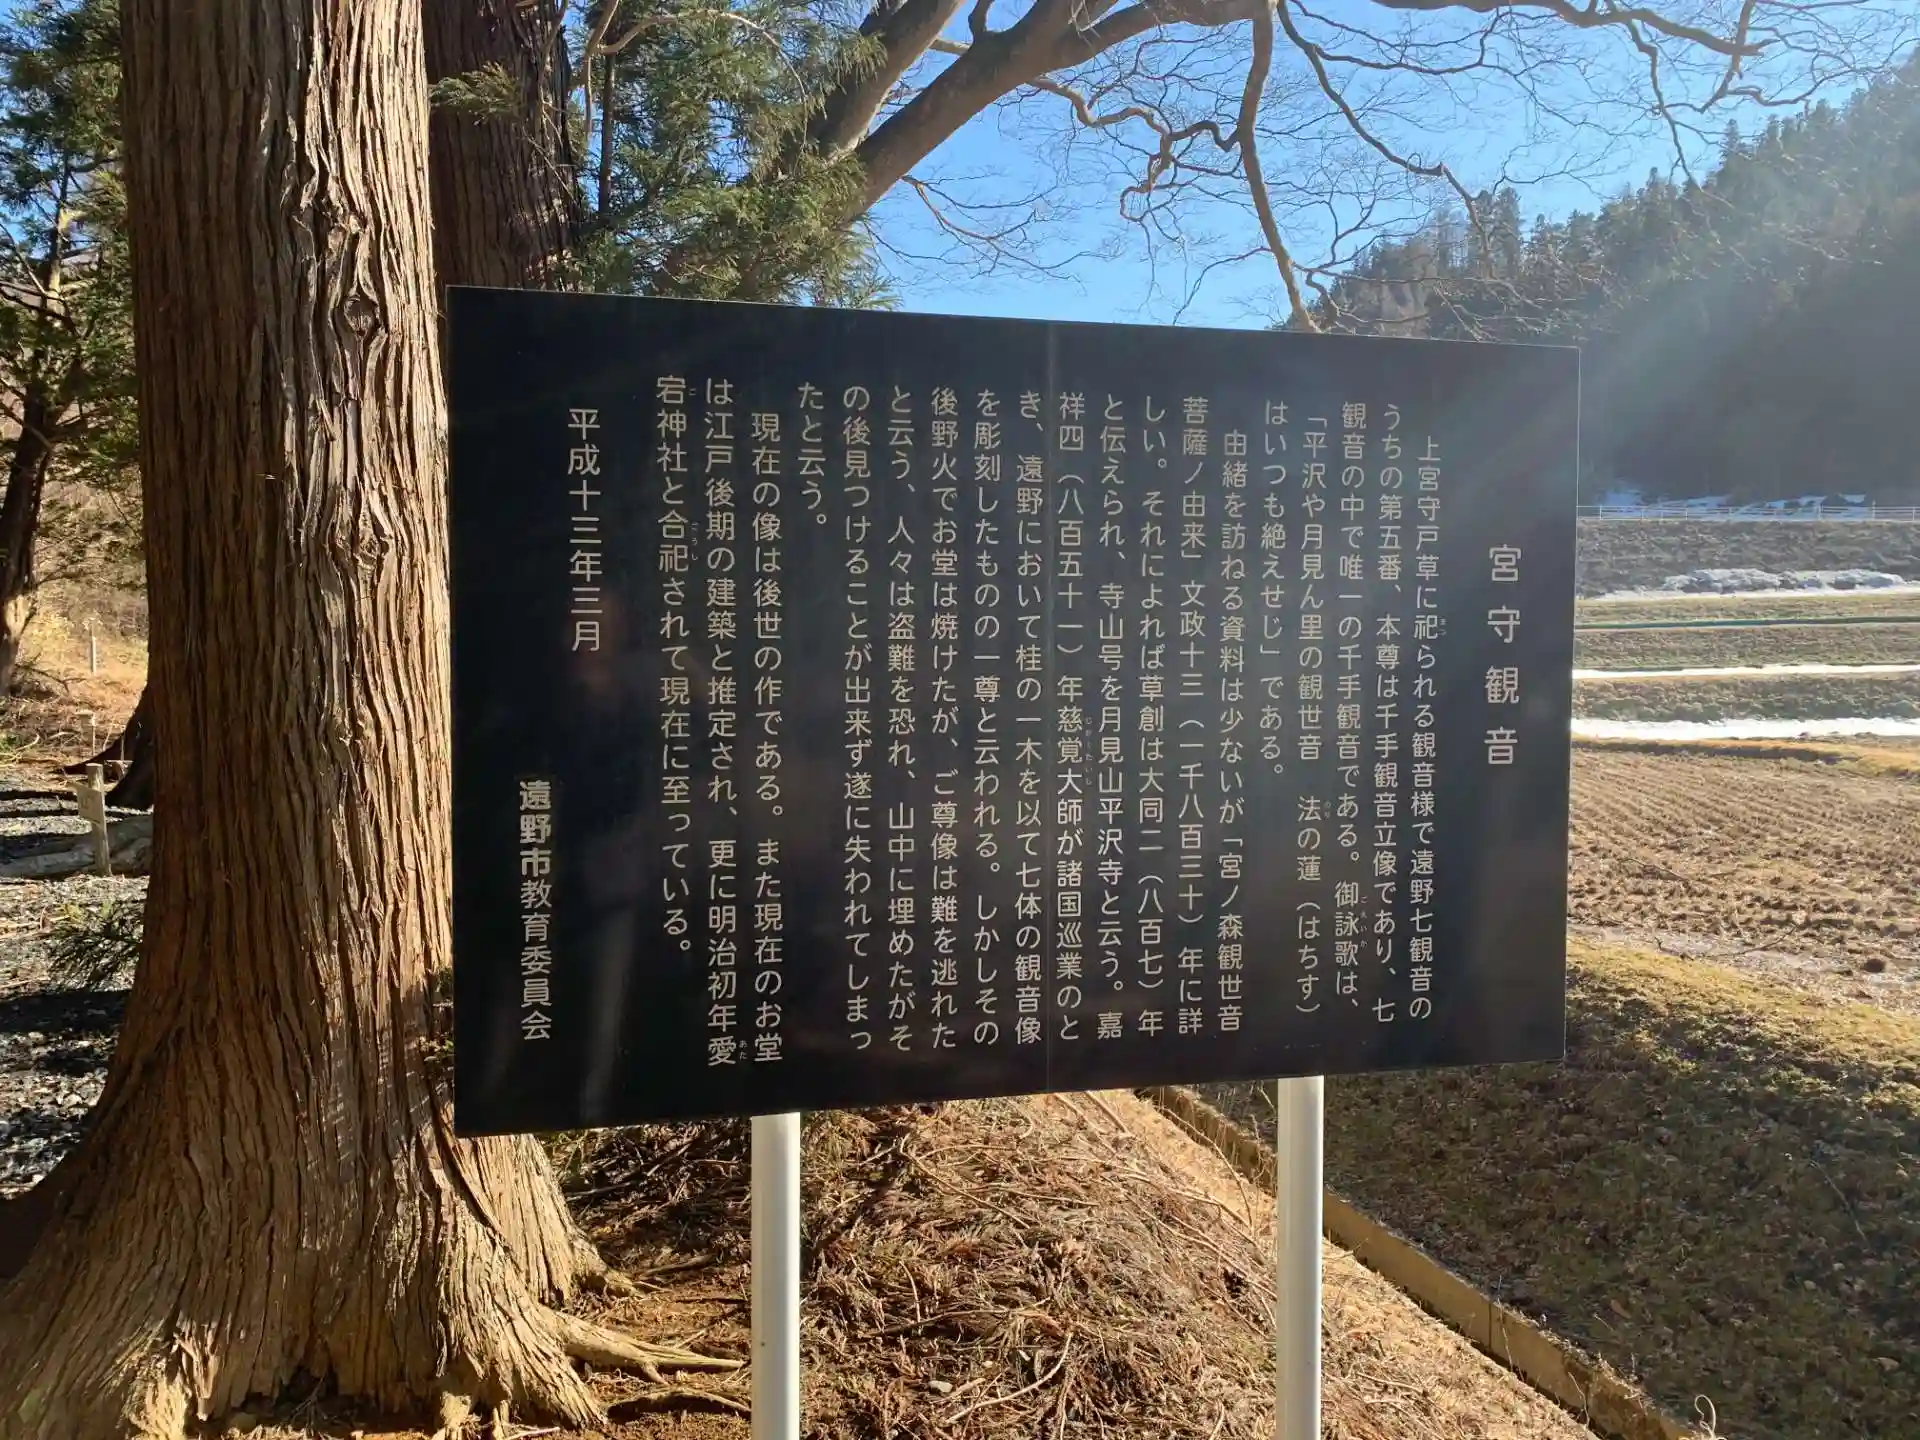 宮守観音
上宮守戸草に祀られる観音様で遠野七観音の
うちの第五番、本尊は千手観音立像であり、七
観音の中で唯一の千手観音である。御詠歌は、
「平沢や月見ん里の観世音　法の蓮（はちす）
はいつも絶えせじ」である。
由緒を訪ねる資料は少ないが「宮ノ森観世音
菩薩ノ由来」文政十三（一千八百三十）年に詳
しい。それによれば草創は大同二（八百七）年
と伝えられ、寺山号を月見山平沢寺と云う。嘉
祥四（八百五十一）年慈覚大師が諸国巡業のと
き、遠野において桂の一木を以て七体の観音像
を彫刻したものの一尊と云われる。しかしその
後野火でお堂は焼けたが、ご尊像は難を逃れた
と云う、人々は盗難を恐れ、山中に埋めたがそ
の後見つけることが出来ず遂に失われてしまっ
たと云う。
現在の像は後世の作である。また現在のお堂
は江戸後期の建築と推定され、更に明治初年愛
宕神社と合祀されて現在に至っている。
平成十三年三月
遠野市教育委員会